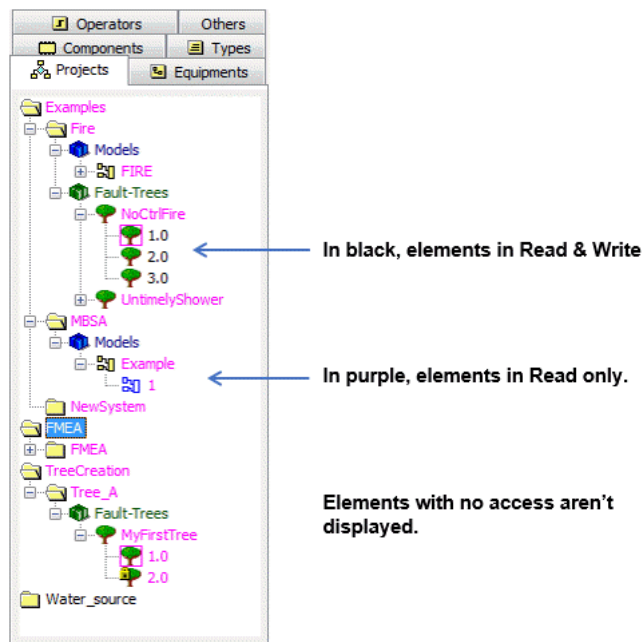 Operators Others
Components Types
Projects Equipments
Examples
Fire
Models
FIRE
Fault-Trees
NoCtrlFire
1.0
2.0
3.0
UntimelyShower
MBSA
Models
Example
1
NewSystem
FMEA
FMEA
TreeCreation
Tree_A
Fault-Trees
MyFirstTree
1.0
2.0
Water_source
In black, elements in Read & Write
In purple, elements in Read only.
Elements with no access aren't
displayed.